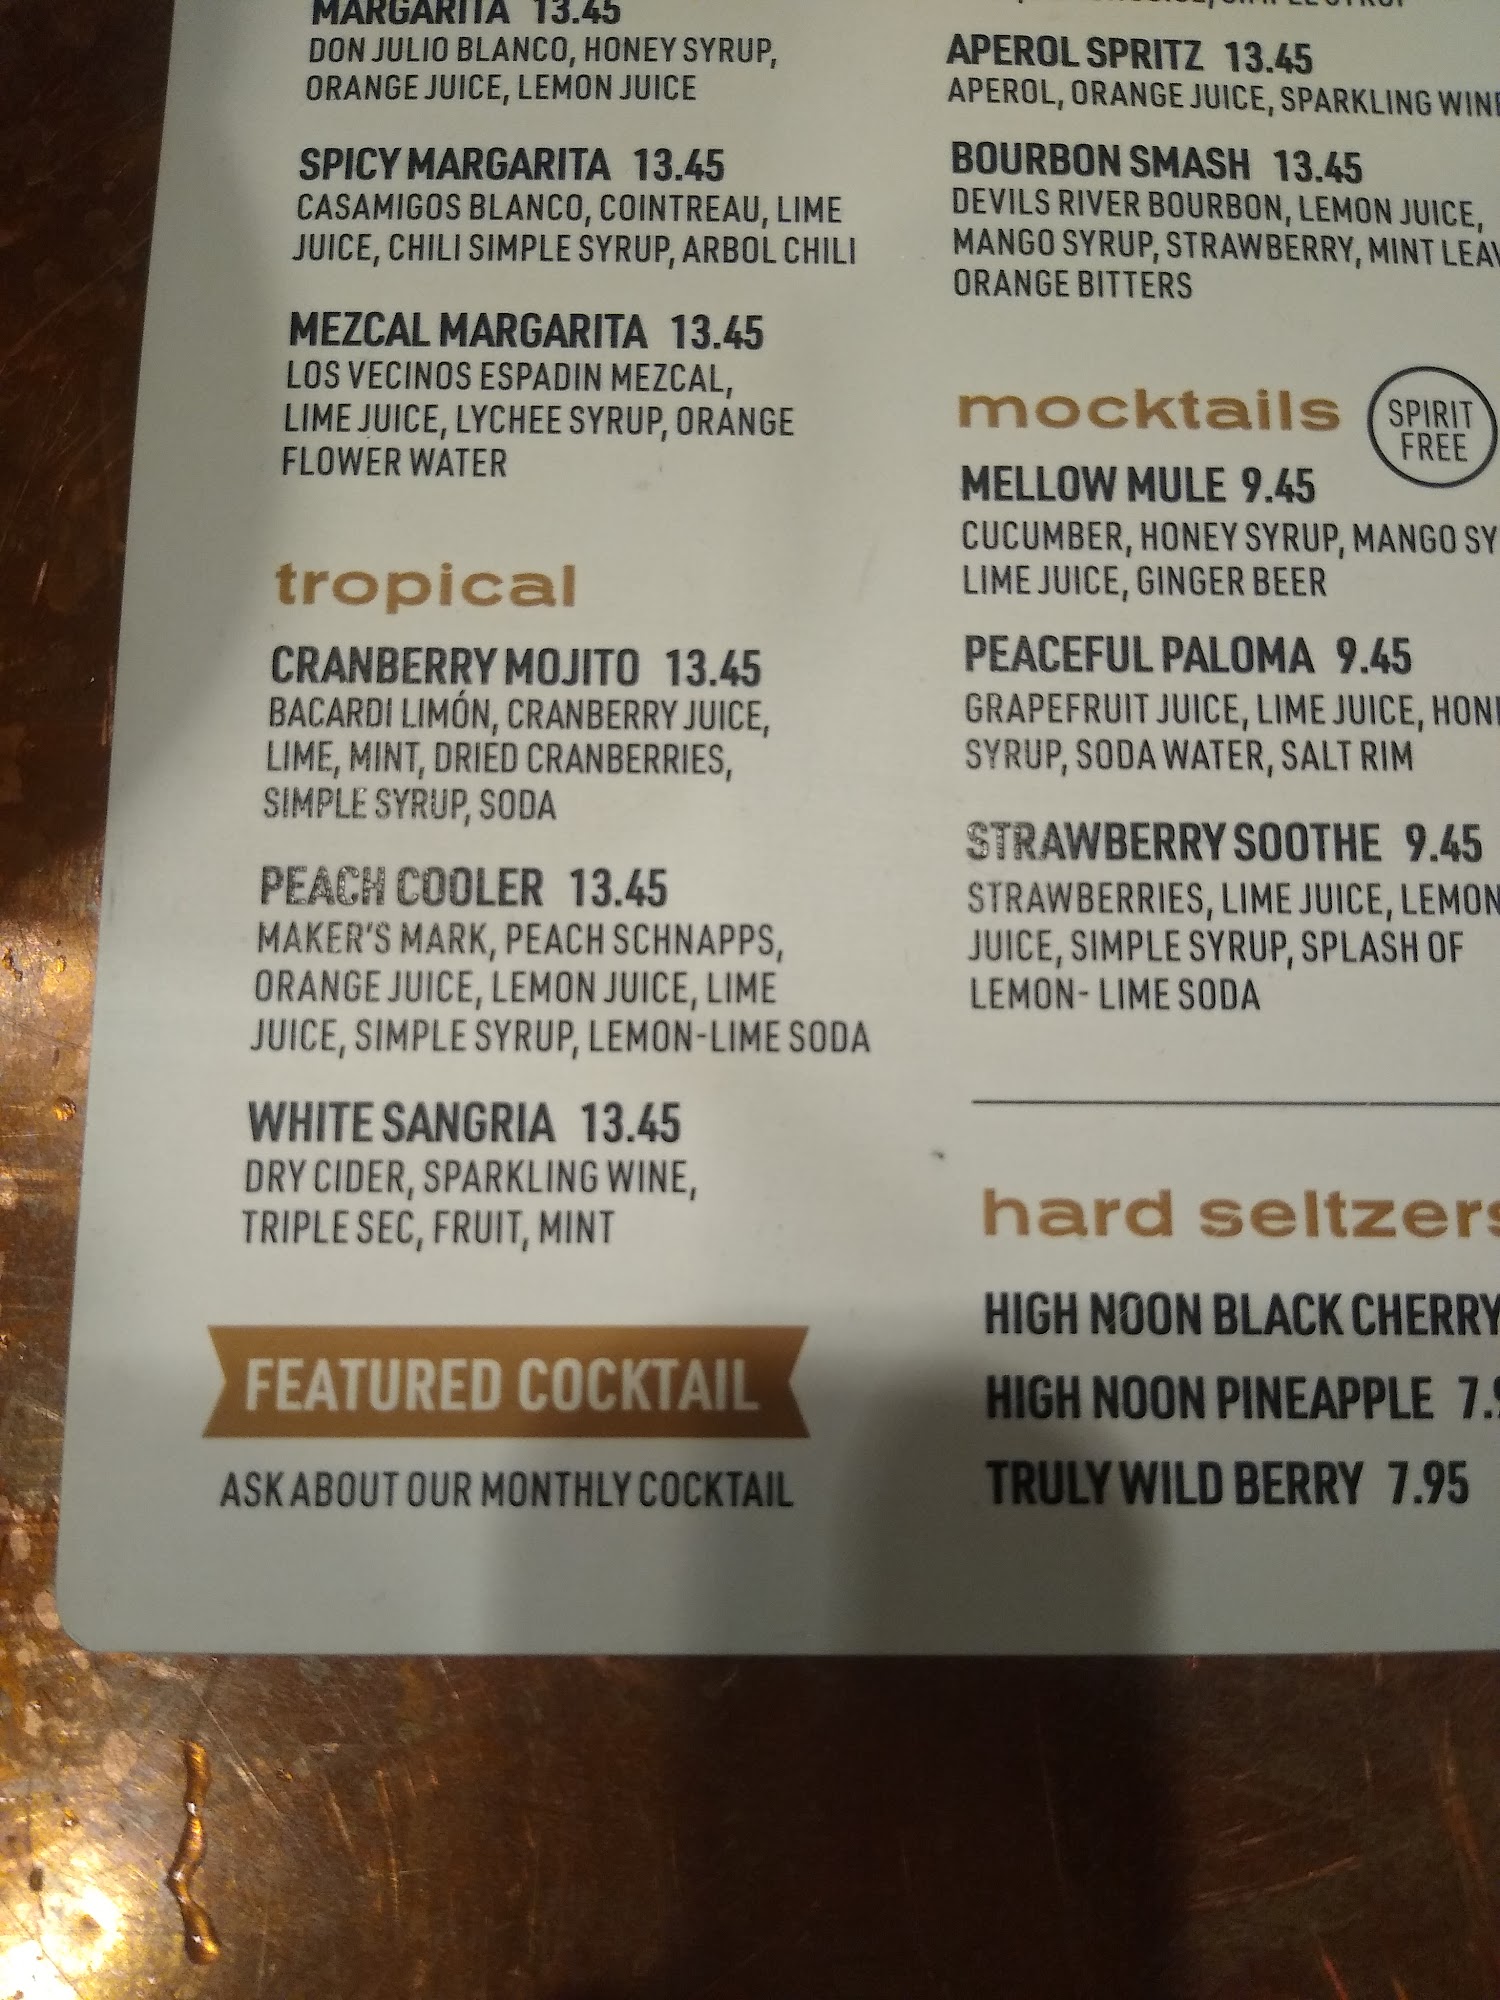 MARGARITA 13.45
DON JULIO BLANCO, HONEY SYRUP,
ORANGE JUICE, LEMON JUICE
SPICY MARGARITA 13.45
CASAMIGOS BLANCO, COINTREAU, LIME
JUICE, CHILI SIMPLE SYRUP, ARBOL CHILI
MEZCAL MARGARITA 13.45
LOS VECINOS ESPADIN MEZCAL,
LIME JUICE, LYCHEE SYRUP, ORANGE
FLOWER WATER
tropical
CRANBERRY MOJITO 13.45
BACARDI LIMÓN, CRANBERRY JUICE,
LIME, MINT, DRIED CRANBERRIES,
SIMPLE SYRUP, SODA
PEACH COOLER 13.45
MAKER'S MARK, PEACH SCHNAPPS,
ORANGE JUICE, LEMON JUICE, LIME
JUICE, SIMPLE SYRUP, LEMON-LIME SODA
WHITE SANGRIA 13.45
DRY CIDER, SPARKLING WINE,
TRIPLE SEC, FRUIT, MINT
FEATURED COCKTAIL
ASK ABOUT OUR MONTHLY COCKTAIL
APEROL SPRITZ 13.45
APEROL, ORANGE JUICE, SPARKLING WINE
BOURBON SMASH 13.45
DEVILS RIVER BOURBON, LEMON JUICE,
MANGO SYRUP, STRAWBERRY, MINT
ORANGE BITTERS
mocktails
SPIRIT
FREE
MELLOW MULE 9.45
CUCUMBER, HONEY SYRUP, MANGO
LIME JUICE, GINGER BEER
PEACEFUL PALOMA 9.45
GRAPEFRUIT JUICE, LIME JUICE,
SYRUP, SODA WATER, SALT RIM
STRAWBERRY SOOTHE 9.45
STRAWBERRIES, LIME JUICE, LEMON
JUICE, SIMPLE SYRUP, SPLASH OF
LEMON- LIME SODA
hard seltzers
HIGH NOON BLACK CHERRY
HIGH NOON PINEAPPLE
TRULY WILD BERRY 7.95